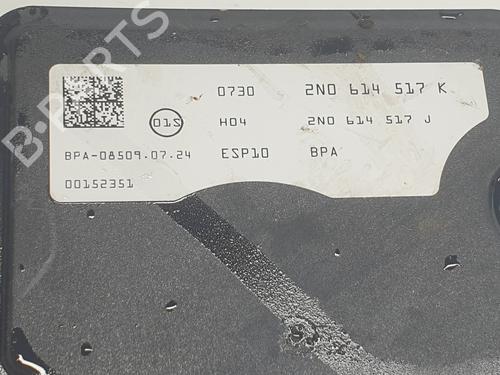 B-PARTS
0730 2N0 614 517 K
01S H04 2N0 614 517 J
BPA-08509.07.24 ESP10 BPA
00152351